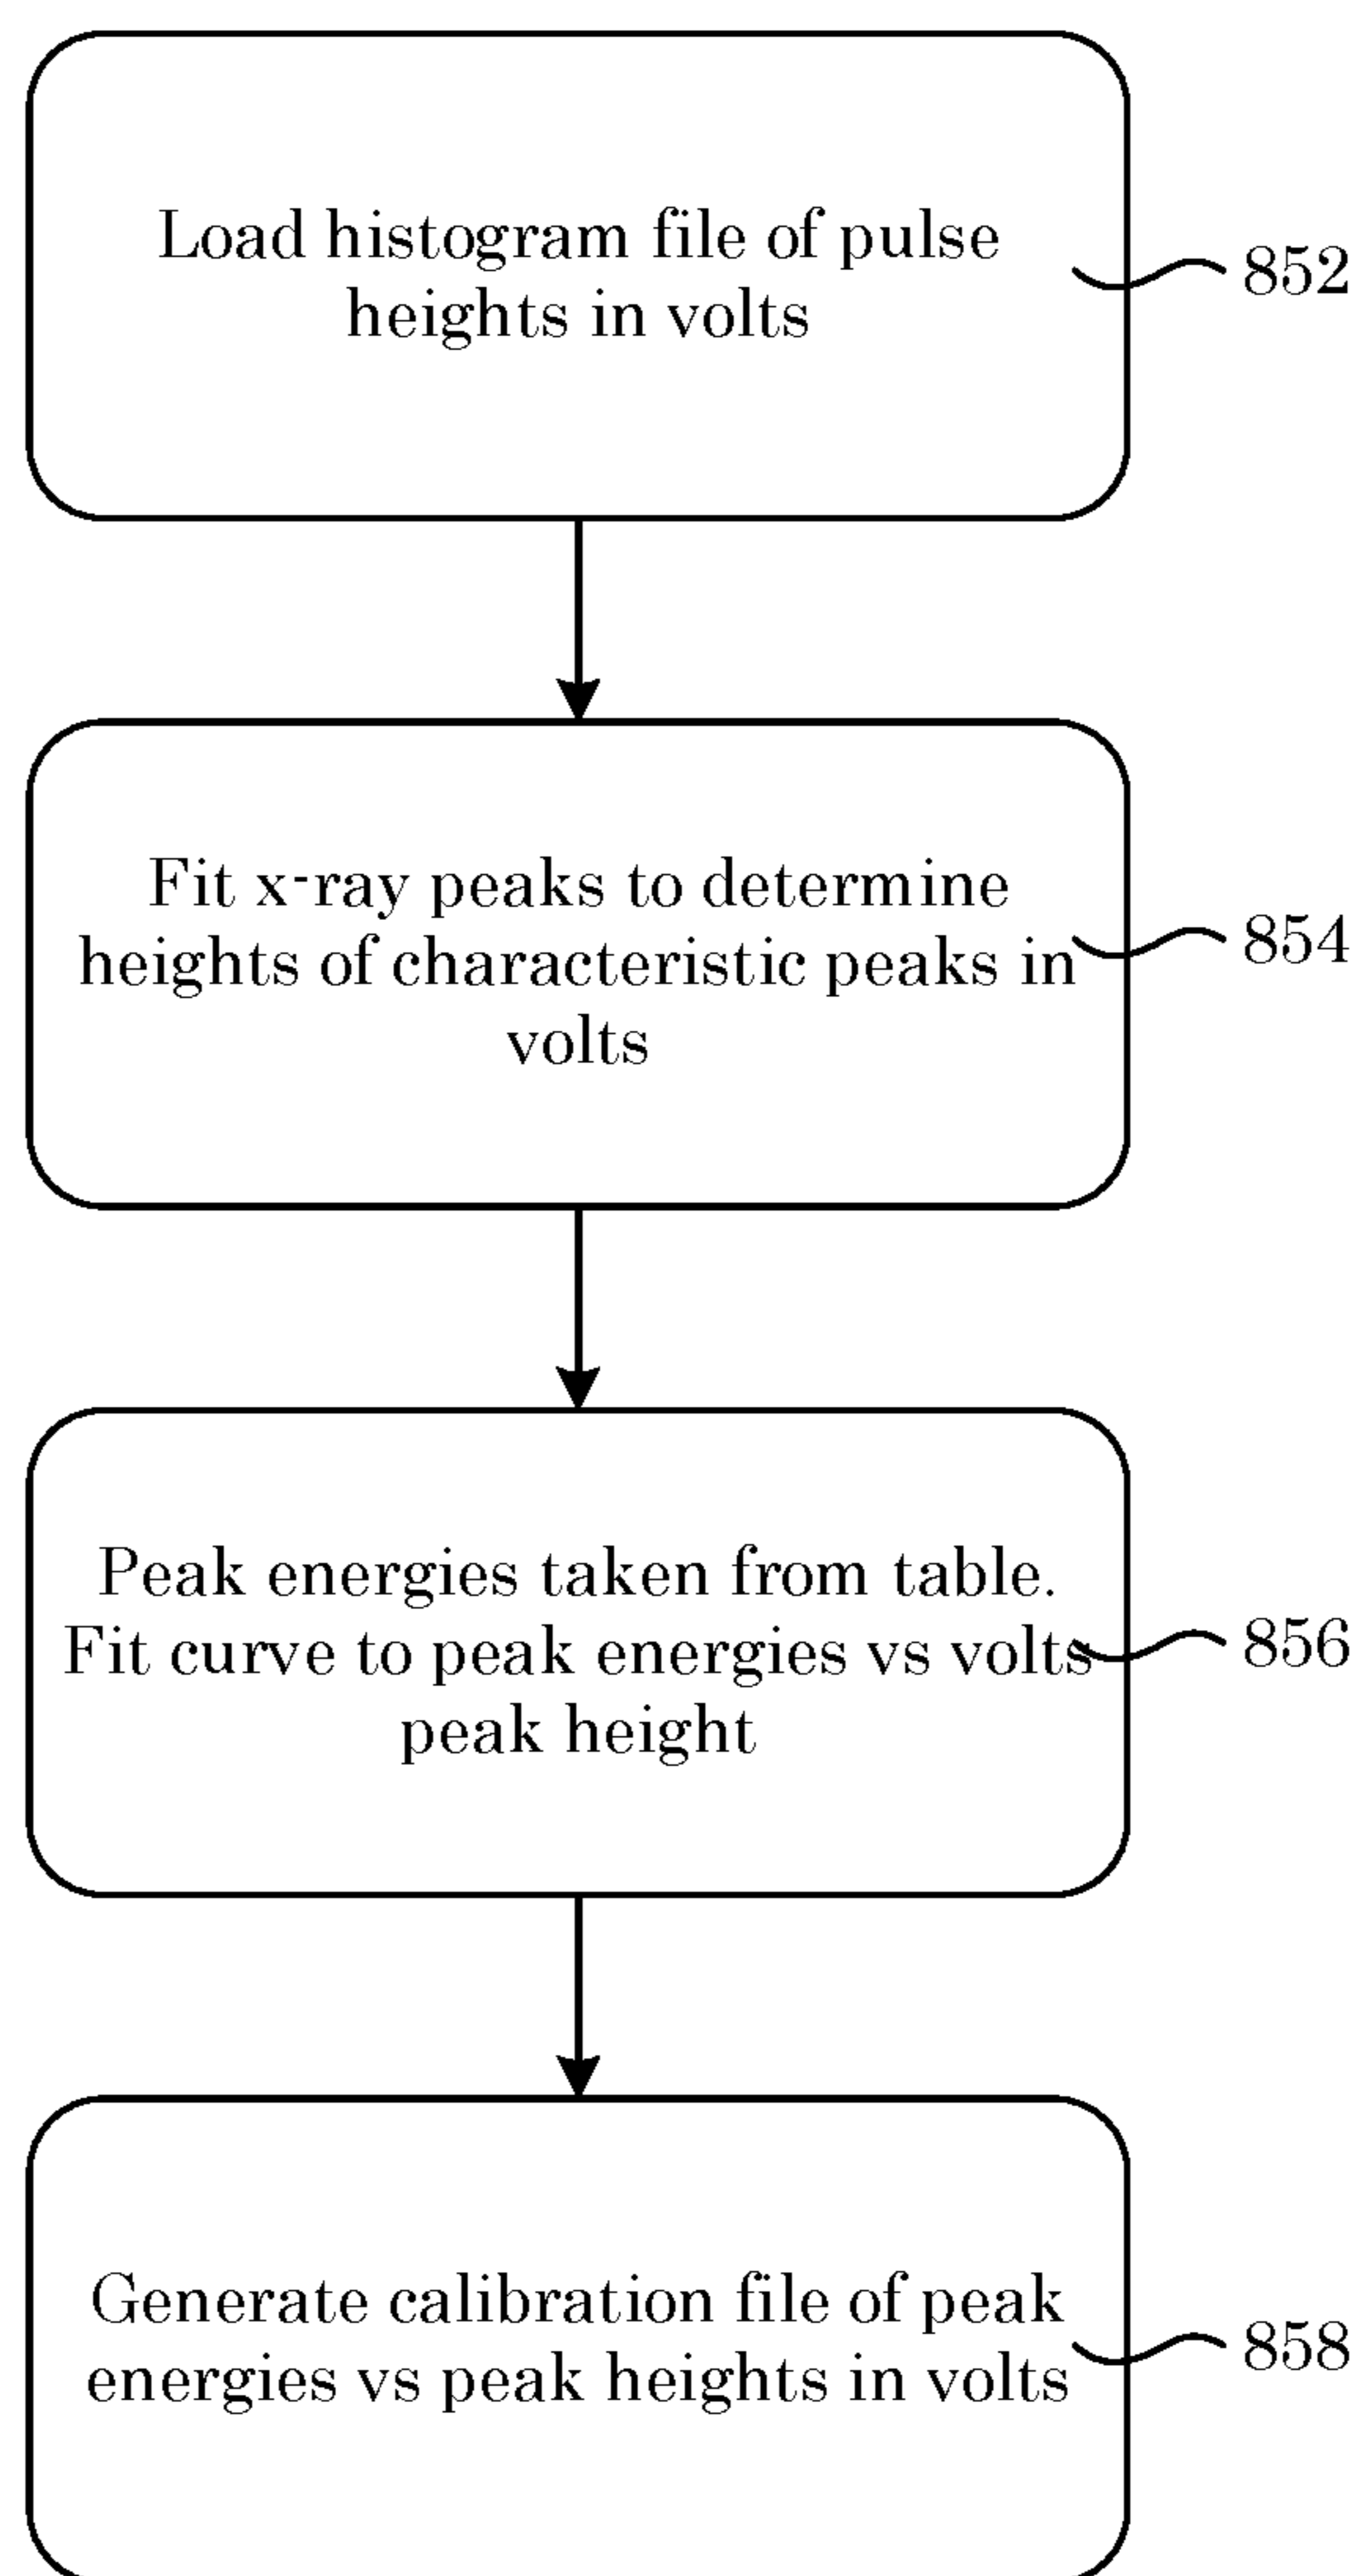 Load histogram file of pulse
heights in volts
852
Fit x-ray peaks to determine
heights of characteristic peaks in
volts
854
Peak energies taken from table.
Fit curve to peak energies vs volts
peak height
856
Generate calibration file of peak
energies vs peak heights in volts
858